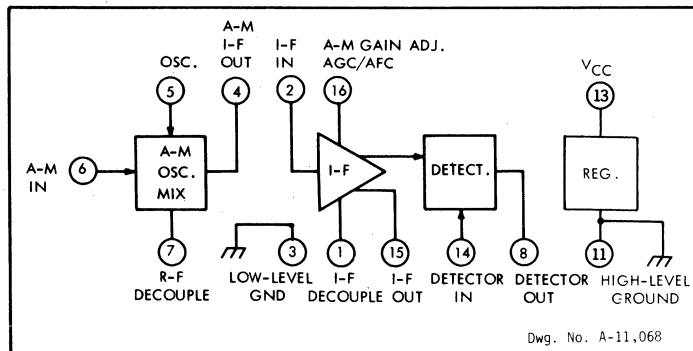 OSC.
5
A-M
I-F
OUT
4
I-F
IN
2
A-M GAIN ADJ.
AGC/AFC
16
VCC
13
A-M
IN
6
A-M
OSC.
MIX
I-F
DETECT.
REG.
7
R-F
DECOUPLE
3
LOW-LEVEL
GND
1
I-F
DECOUPLE
15
I-F
OUT
14
DETECTOR
IN
8
DETECTOR
OUT
11
HIGH-LEVEL
GROUND
Dwg. No. A-11,068